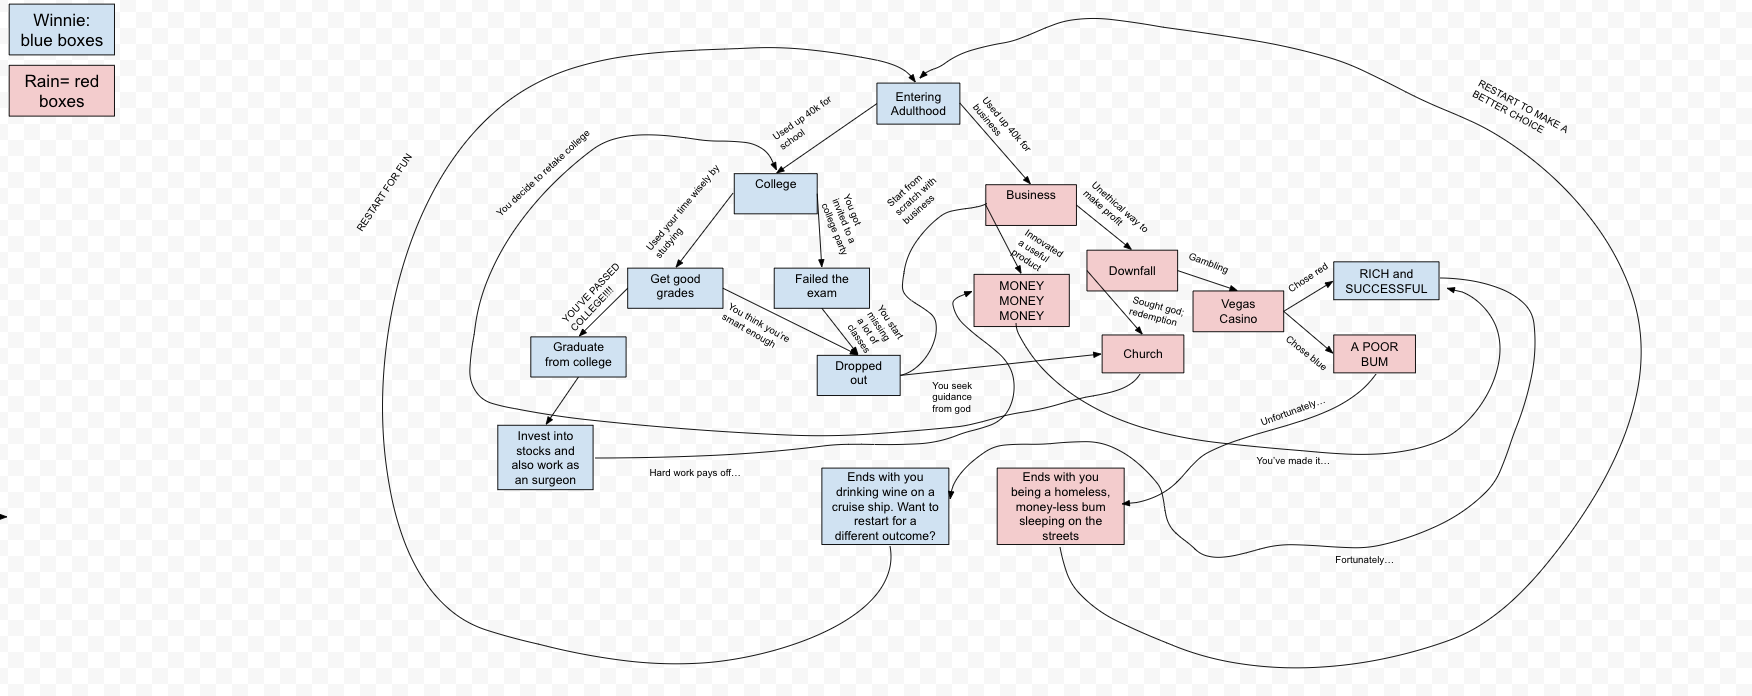 Winnie:
blue boxes
Rain= red
boxes
Entering
Adulthood
Used up 40k for
school
Used up 40k for
business
RESTART TO MAKE A
BETTER CHOICE
RESTART FOR FUN
You decide to retake college
College
Used your time wisely by
studying
You got
invited to a
college party
Start from
scratch with
business
Business
Unethical way to
make profit
Innovated
a useful
product
Downfall
Gambling
Get good
grades
Failed the
exam
MONEY
MONEY
MONEY
Vegas
Casino
Chose red
RICH and
SUCCESSFUL
YOU'VE PASSED
COLLEGE!!!!
You think you're
smart enough
You start
missing
a lot of
classes
Sought god;
redemption
Chose blue
A POOR
BUM
Graduate
from college
Dropped
out
Church
You seek
guidance
from god
Unfortunately…
Invest into
stocks and
also work as
an surgeon
Hard work pays off…
You've made it…
Ends with you
drinking wine on a
cruise ship. Want to
restart for a
different outcome?
Ends with you
being a homeless,
money-less bum
sleeping on the
streets
Fortunately…